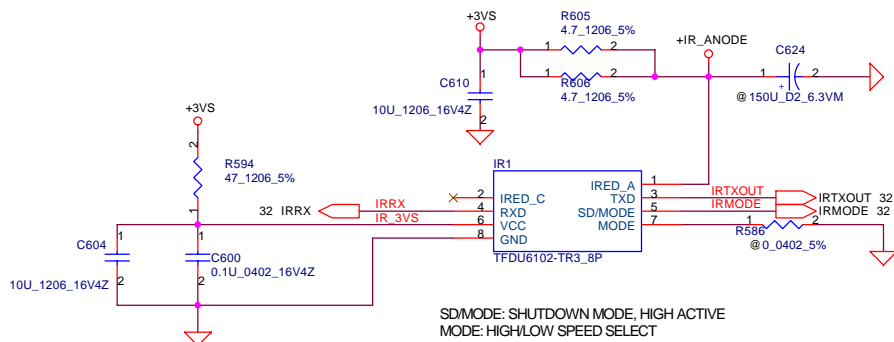 +3VS
R605
4.7_1206_5%
1 2
+IR_ANODE
C624
1 2
+
@ 150U_D2_6.3VM
1 2
R606
4.7_1206_5%
C610
1
2
10U_1206_16V4Z
+3VS
2
R594
47_1206_5%
1
IR1
IRED_A 1
2 IRED_C
TXD 3
IRTXOUT
IRTXOUT 32
32 IRRX
IRRX
4 RXD
SD/MODE 5
IRMODE
IRMODE 32
IR_3VS
6 VCC
MODE 7
1 2
8 GND
R586
@0_0402_5%
TFDU6102-TR3_8P
C604
1
2
10U_1206_16V4Z
1
C600
0.1U_0402_16V4Z
2
SD/MODE: SHUTDOWN MODE, HIGH ACTIVE
MODE: HIGH/LOW SPEED SELECT